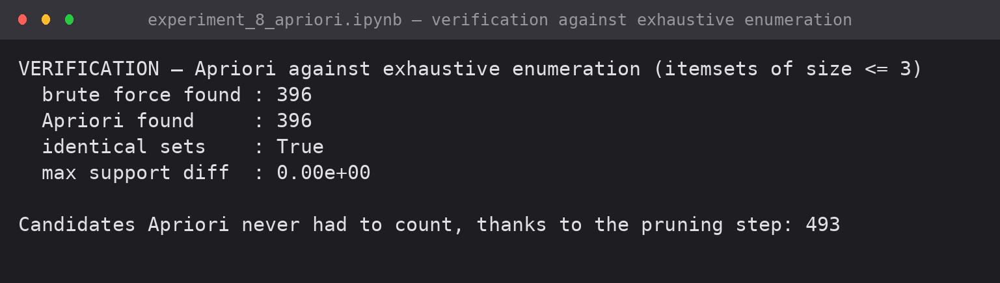 experiment_8_apriori.ipynb — verification against exhaustive enumeration
VERIFICATION — Apriori against exhaustive enumeration (itemsets of size <= 3)
  brute force found : 396
  Apriori found     : 396
  identical sets    : True
  max support diff  : 0.00e+00
Candidates Apriori never had to count, thanks to the pruning step: 493